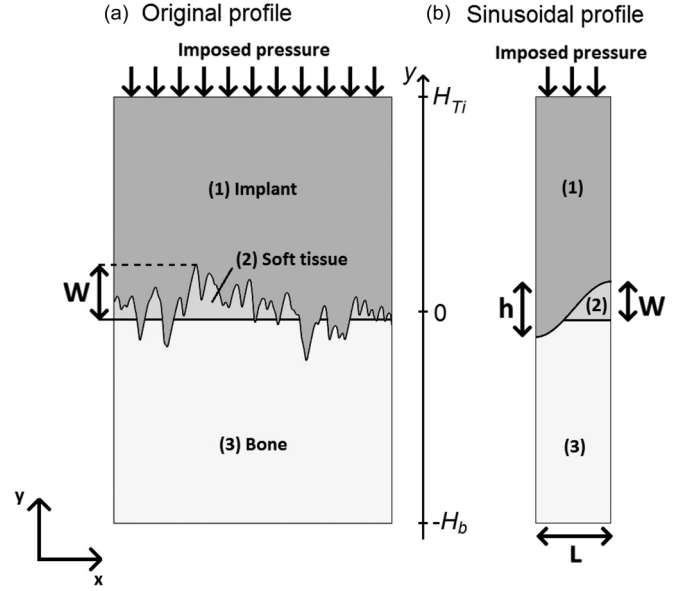 (a) Original profile
(b) Sinusoidal profile
Imposed pressure
Imposed pressure
y
H_Ti
(1) Implant
(1)
(2) Soft tissue
W
0
h
(2)
W
(3) Bone
(3)
y
x
-H_b
L